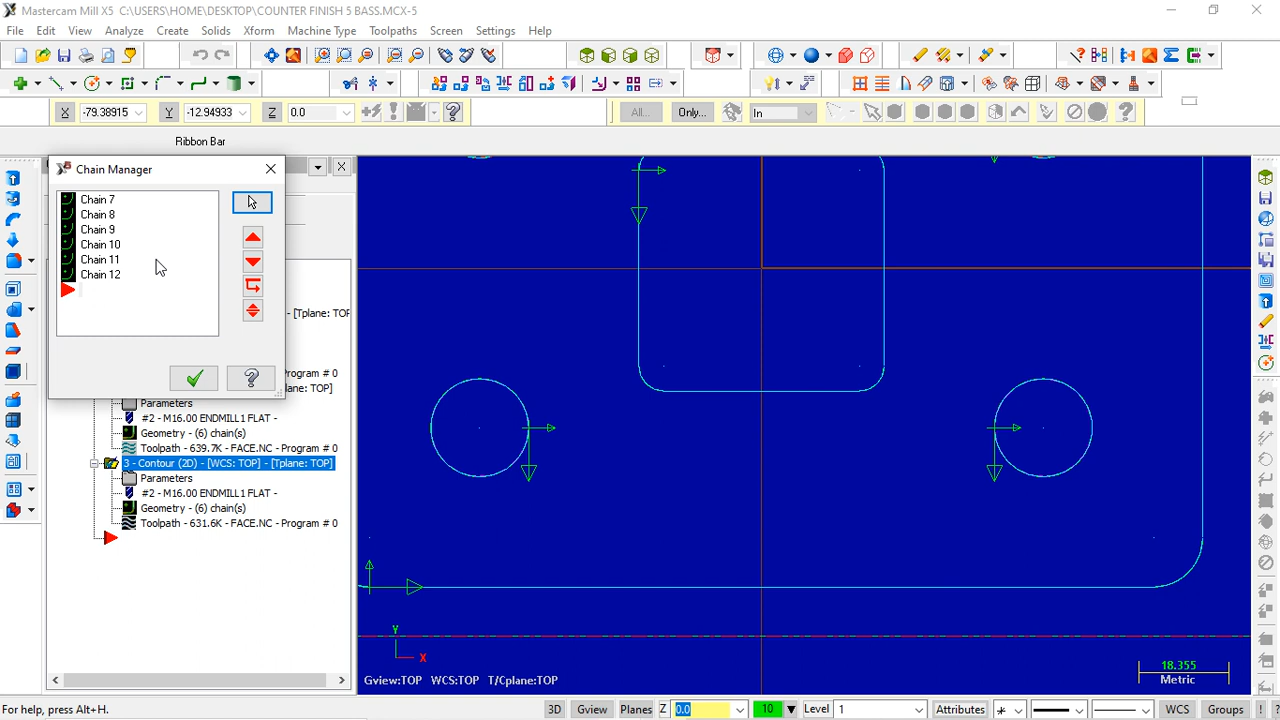 Mastercam Mill X5 C:\USERS\HOME\DESKTOP\COUNTER FINISH 5 BASS.MCX-5
File Edit View Analyze Create Solids Xform Machine Type Toolpaths Screen Settings Help
X -79.36915 Y -12.94933 Z 0.0 All... Only... In
Ribbon Bar
Chain Manager
Chain 7
Chain 8
Chain 9
Chain 10
Chain 11
Chain 12
- [Tplane: TOP
Program # 0
lane: TOP]
Parameters
#2 - M16.00 ENDMILL1 FLAT -
Geometry - (6) chain(s)
Toolpath - 639.7K - FACE.NC - Program # 0
3 - Contour (2D) - [WCS: TOP] - [Tplane: TOP]
Parameters
#2 - M16.00 ENDMILL1 FLAT -
Geometry - (6) chain(s)
Toolpath - 631.6K - FACE.NC - Program # 0
Y
X
18.355
Metric
Gview:TOP WCS:TOP T/Cplane:TOP
For help, press Alt+H.
3D Gview Planes Z 0.0 10 Level 1 Attributes WCS Groups